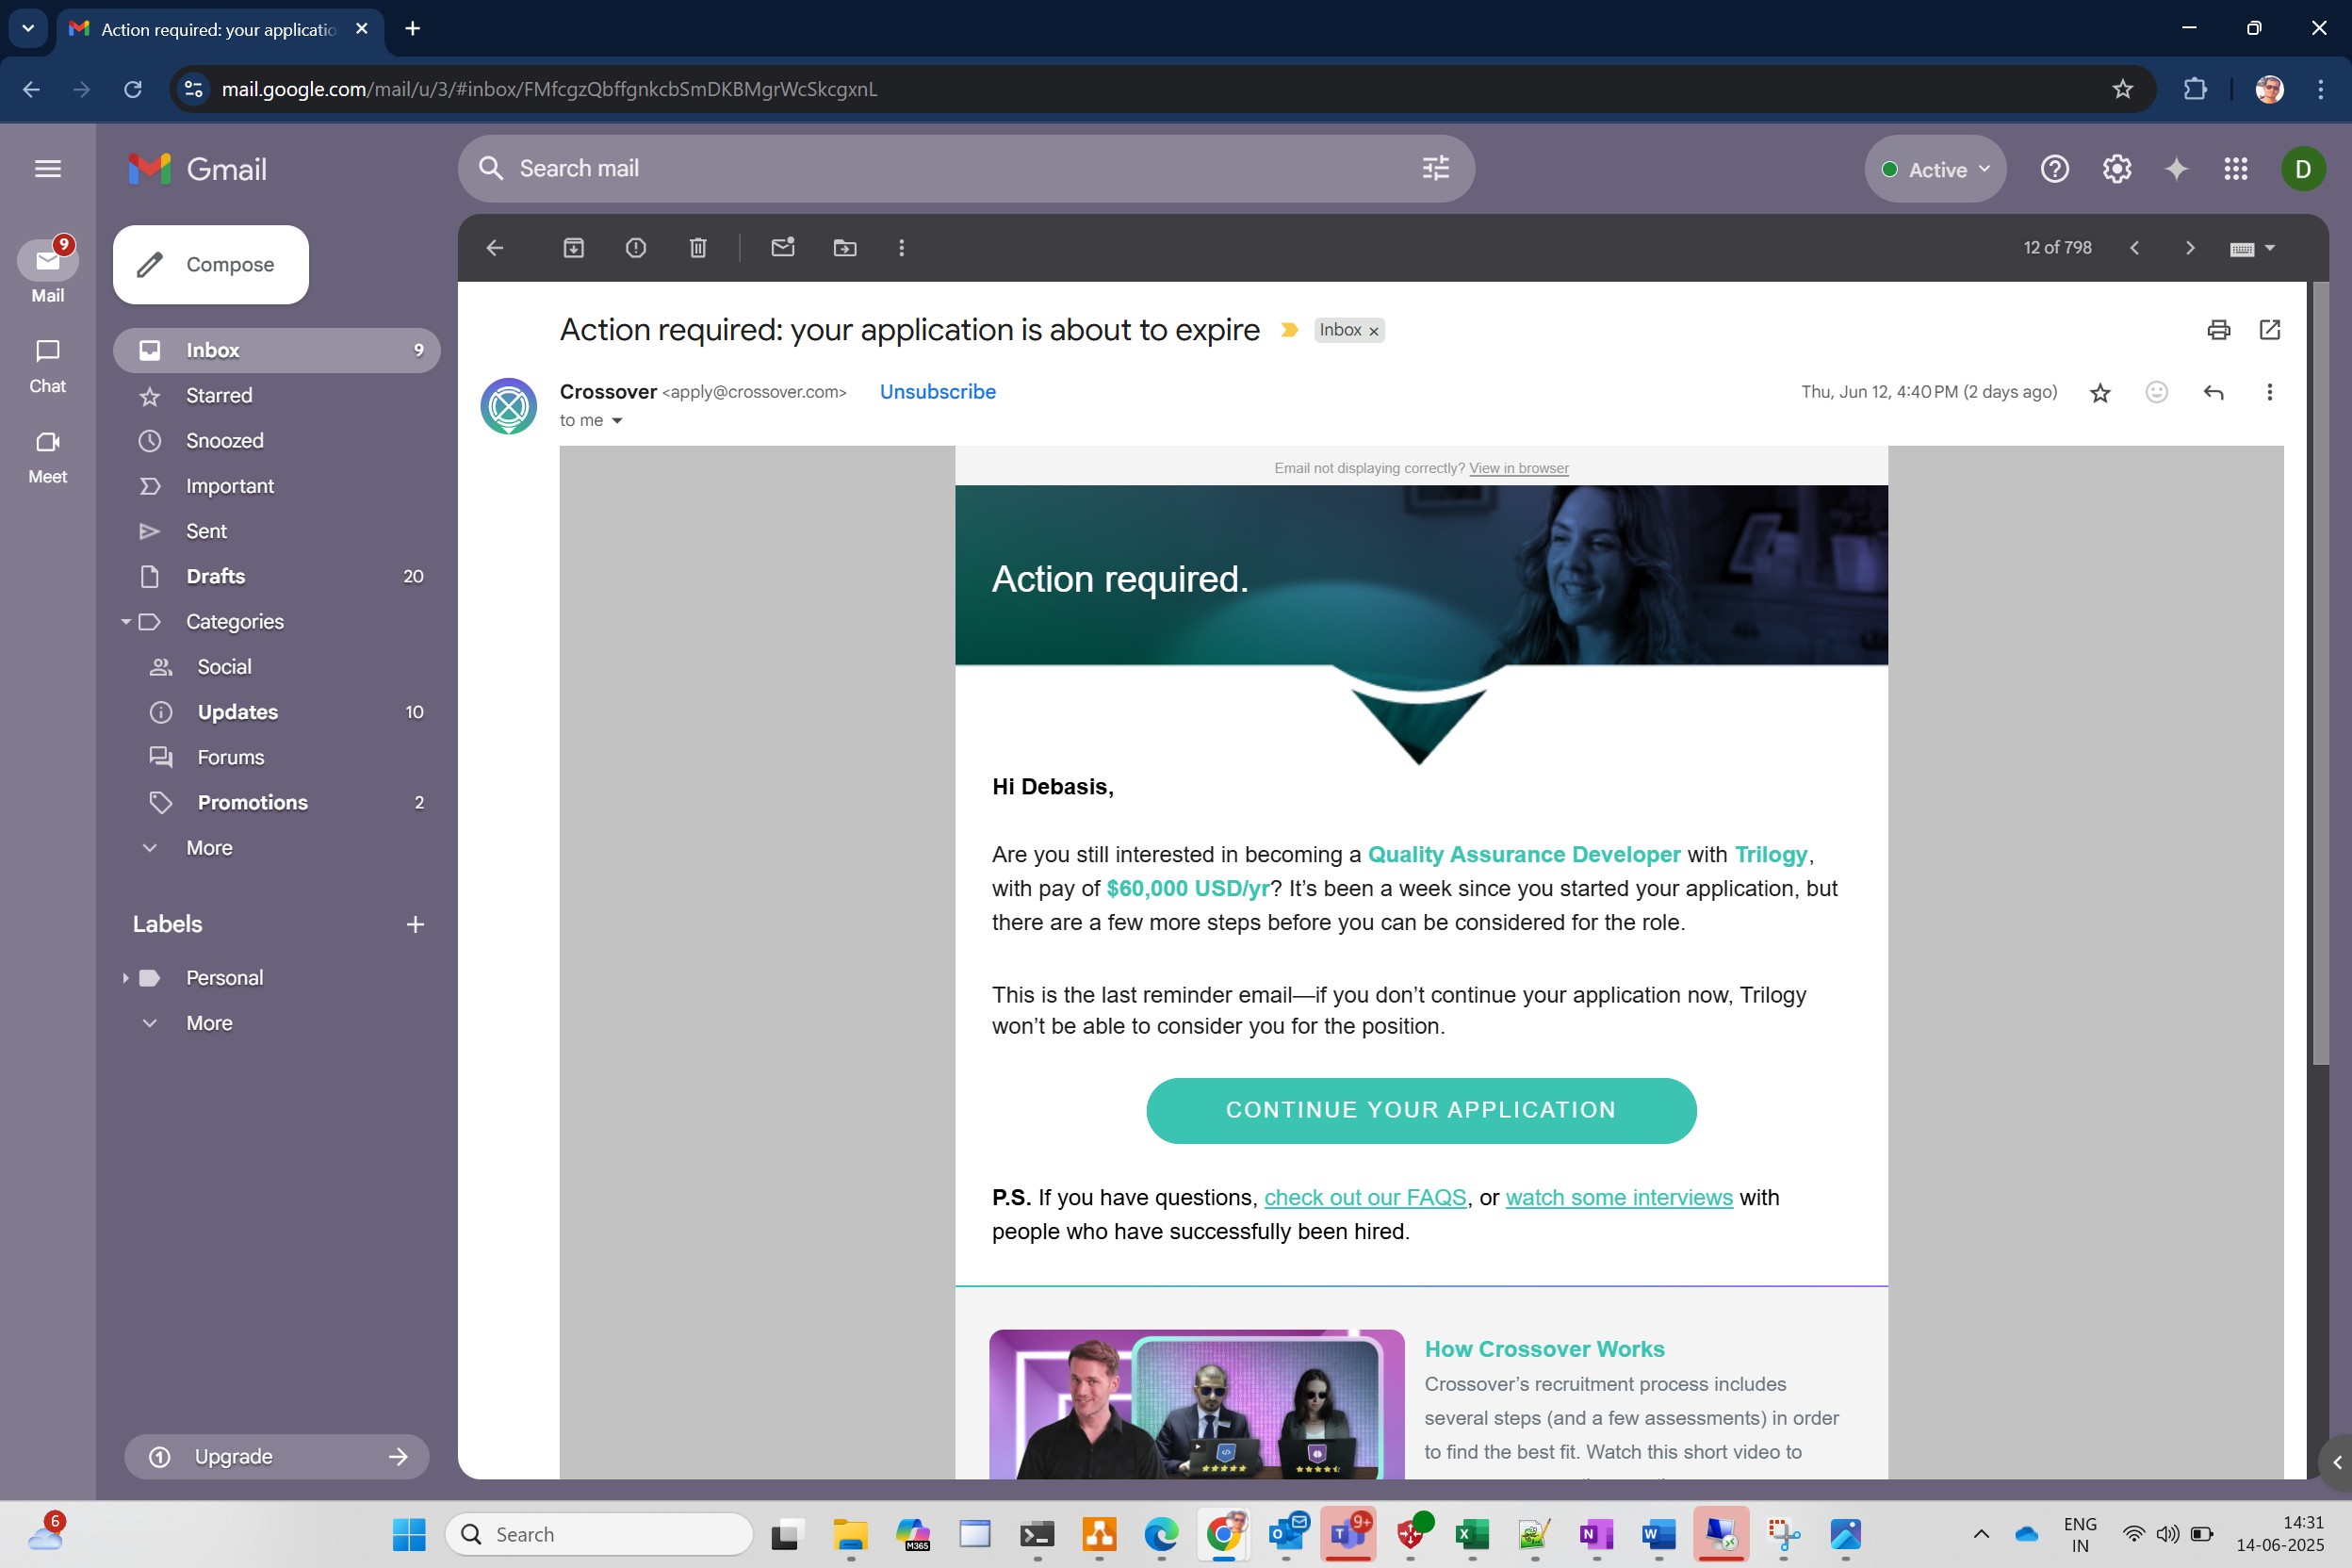 Action required: your applicatio
mail.google.com/mail/u/3/#inbox/FMfcgzQbffgnkcbSmDKBMgrWcSkcgxnL
Gmail
Search mail
Active
D
9
Mail
Chat
Meet
Compose
Inbox 9
Starred
Snoozed
Important
Sent
Drafts 20
Categories
Social
Updates 10
Forums
Promotions 2
More
Labels
Personal
More
Upgrade
12 of 798
Action required: your application is about to expire
Inbox x
Crossover <apply@crossover.com> Unsubscribe
Thu, Jun 12, 4:40 PM (2 days ago)
to me
Email not displaying correctly? View in browser
Action required.
Hi Debasis,
Are you still interested in becoming a Quality Assurance Developer with Trilogy,
with pay of $60,000 USD/yr? It’s been a week since you started your application, but
there are a few more steps before you can be considered for the role.
This is the last reminder email—if you don’t continue your application now, Trilogy
won’t be able to consider you for the position.
CONTINUE YOUR APPLICATION
P.S. If you have questions, check out our FAQS, or watch some interviews with
people who have successfully been hired.
How Crossover Works
Crossover’s recruitment process includes
several steps (and a few assessments) in order
to find the best fit. Watch this short video to
6
Search
M365
9+
ENG
IN
14:31
14-06-2025